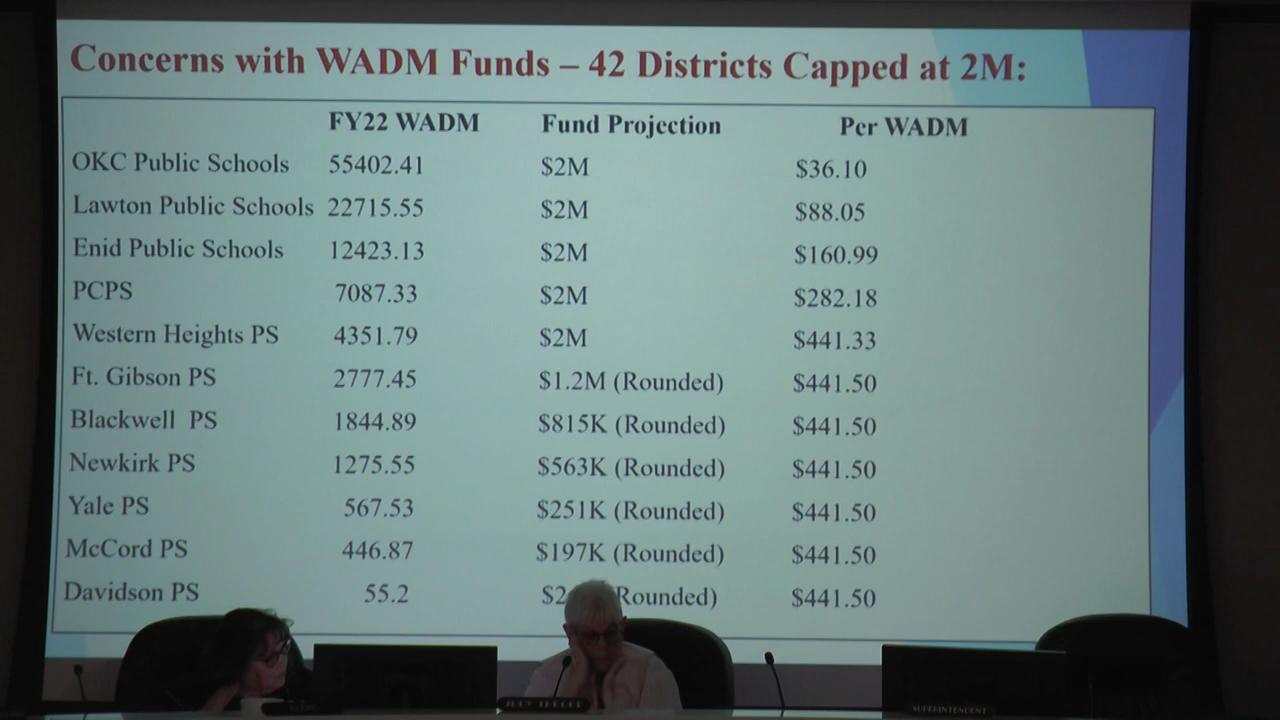 Concerns with WADM Funds – 42 Districts Capped at 2M:
FY22 WADM Fund Projection Per WADM
OKC Public Schools 55402.41 $2M $36.10
Lawton Public Schools 22715.55 $2M $88.05
Enid Public Schools 12423.13 $2M $160.99
PCPS 7087.33 $2M $282.18
Western Heights PS 4351.79 $2M $441.33
Ft. Gibson PS 2777.45 $1.2M (Rounded) $441.50
Blackwell PS 1844.89 $815K (Rounded) $441.50
Newkirk PS 1275.55 $563K (Rounded) $441.50
Yale PS 567.53 $251K (Rounded) $441.50
McCord PS 446.87 $197K (Rounded) $441.50
Davidson PS 55.2 $2 Rounded) $441.50
SUPERINTENDENT